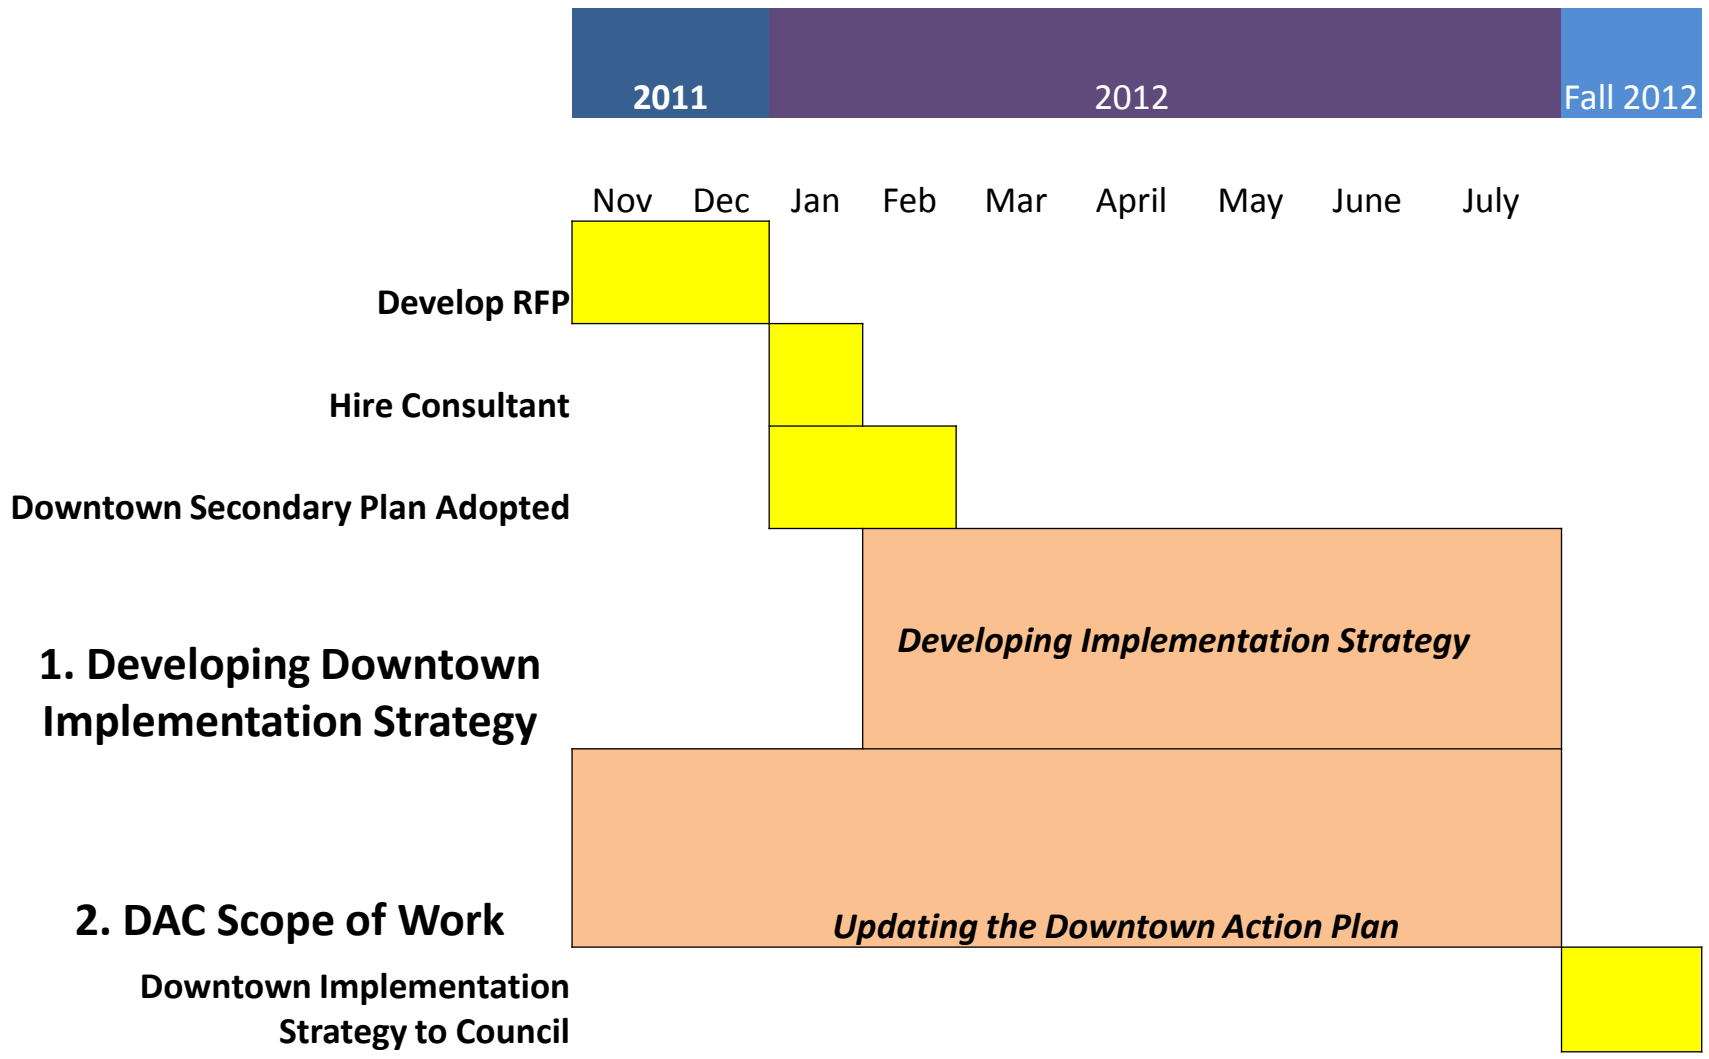 2011 2012 Fall 2012
Nov Dec Jan Feb Mar April May June July
Develop RFP
Hire Consultant
Downtown Secondary Plan Adopted
1. Developing Downtown
Implementation Strategy
Developing Implementation Strategy
2. DAC Scope of Work
Updating the Downtown Action Plan
Downtown Implementation
Strategy to Council